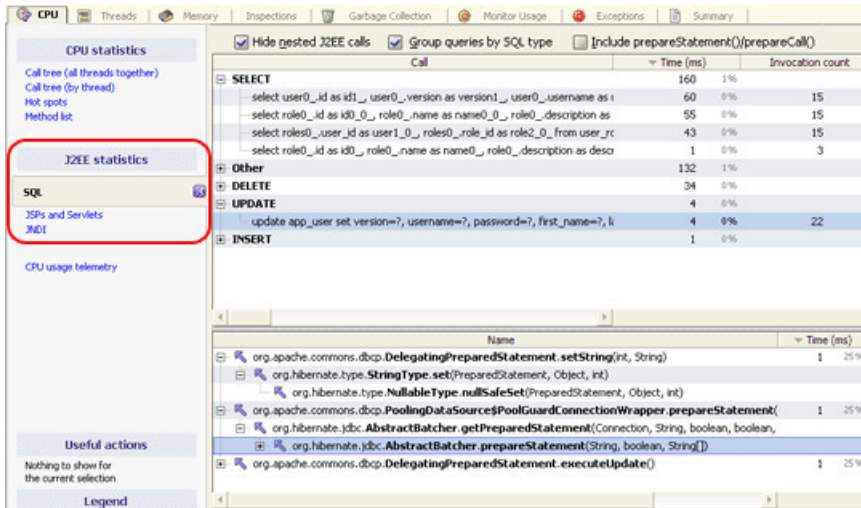 CPU Threads Memory Inspections Garbage Collection Monitor Usage Exceptions Summary
CPU statistics
Call tree (all threads together)
Call tree (by thread)
Hot spots
Method list
J2EE statistics
SQL
JSPs and Servlets
JNDI
CPU usage telemetry
Useful actions
Nothing to show for
the current selection
Legend
Hide nested J2EE calls Group queries by SQL type Include prepareStatement()/prepareCall()
Call Time (ms) Invocation count
SELECT 160 1%
select user0_.id as id1_, user0_.version as version1_, user0_.username as 60 0% 15
select role0_.id as id0_0_, role0_.name as name0_0_, role0_.description as 55 0% 15
select roles0_.user_id as user1_0_, roles0_.role_id as role2_0_ from user_ro 43 0% 15
select role0_.id as id0_, role0_.name as name0_, role0_.description as descr 1 0% 3
Other 132 1%
DELETE 34 0%
UPDATE 4 0%
update app_user set version=?, username=?, password=?, first_name=?, 4 0% 22
INSERT 1 0%
Name Time (ms)
org.apache.commons.dbcp.DelegatingPreparedStatement.setString(int, String) 1 25%
org.hibernate.type.StringType.set(PreparedStatement, Object, int)
org.hibernate.type.NullableType.nullSafeSet(PreparedStatement, Object, int)
org.apache.commons.dbcp.PoolingDataSource$PoolGuardConnectionWrapper.prepareStatement( 1 25%
org.hibernate.jdbc.AbstractBatcher.getPreparedStatement(Connection, String, boolean, boolean,
org.hibernate.jdbc.AbstractBatcher.prepareStatement(String, boolean, String[])
org.apache.commons.dbcp.DelegatingPreparedStatement.executeUpdate() 1 25%